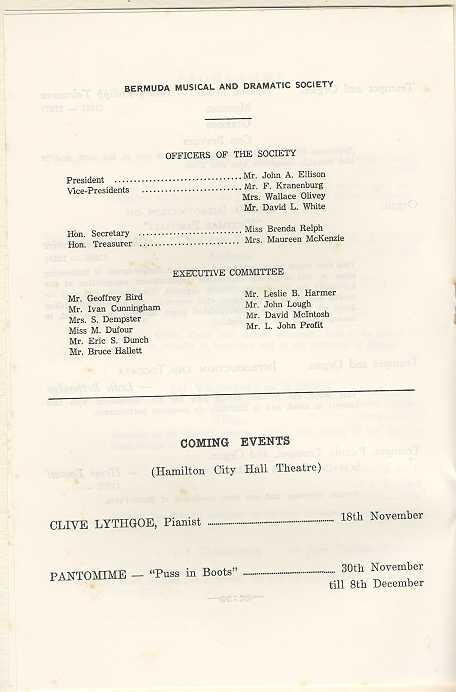 BERMUDA MUSICAL AND DRAMATIC SOCIETY
OFFICERS OF THE SOCIETY
President ................................ Mr. John A. Ellison
Vice-Presidents ......................... Mr. F. Kranenburg
Mrs. Wallace Olivey
Mr. David L. White
Hon. Secretary .......................... Miss Brenda Relph
Hon. Treasurer ......................... Mrs. Maureen McKenzie
EXECUTIVE COMMITTEE
Mr. Geoffrey Bird
Mr. Ivan Cunningham
Mrs. S. Dempster
Miss M. Dufour
Mr. Eric S. Dunch
Mr. Bruce Hallett
Mr. Leslie B. Harmer
Mr. John Lough
Mr. David McIntosh
Mr. L. John Profit
COMING EVENTS
(Hamilton City Hall Theatre)
CLIVE LYTHGOE, Pianist ................................ 18th November
PANTOMIME — "Puss in Boots" ........................ 30th November
till 8th December